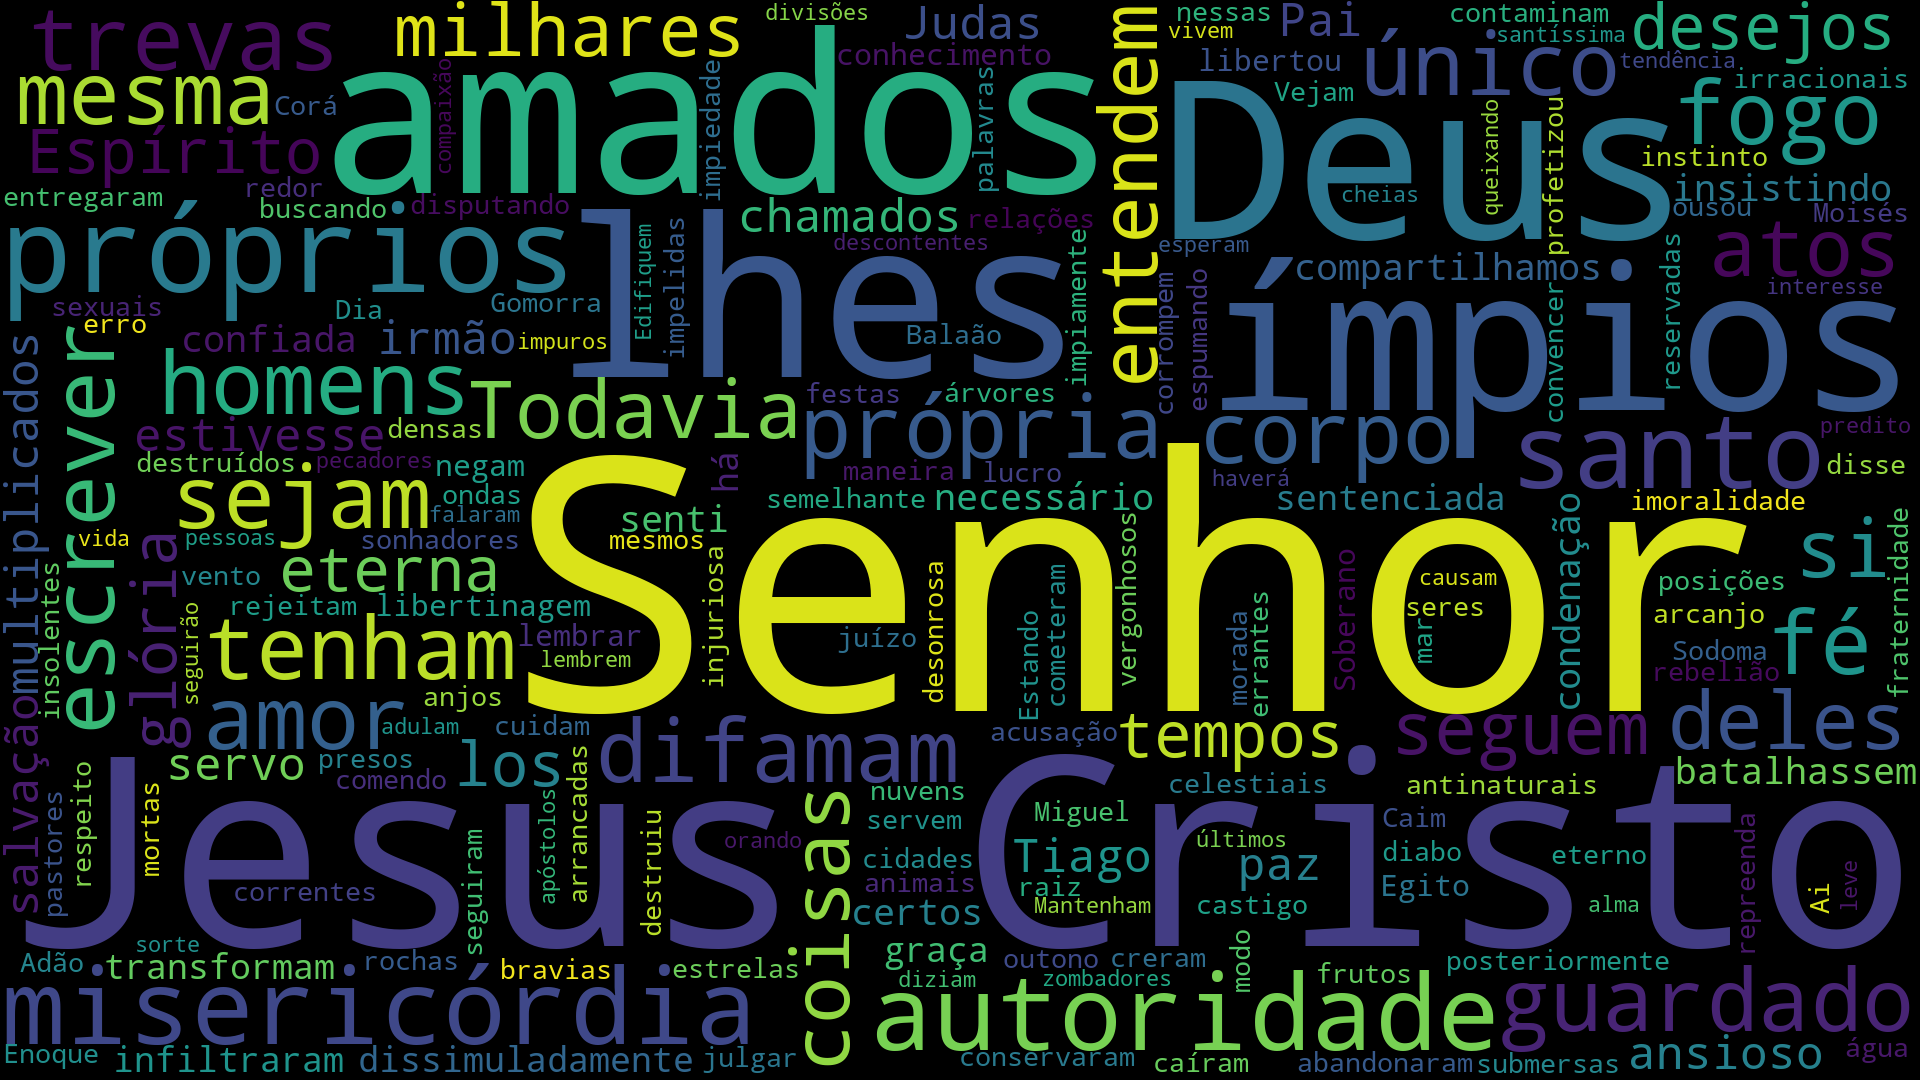 divisões
nessas
contaminam
trevas
milhares
Judas
Pai
desejos
vivem
santíssima
conhecimento
único
libertou
tendência
mesma
amados
entendem
Deus
Vejam
irracionais
Corá
compaixão
impiedade
palavras
fogo
Espírito
queixando
profetizou
instinto
entregaram
redor
cheias
insistindo
buscando
disputando
chamados
relações
ousou
Moisés
próprios
lhes
descontentes
esperam
atos
Edifiquem
impelidas
impiamente
compartilhamos
reservadas
sexuais
Dia
Gomorra
ímpios
interesse
erro
confiada
irmão
impuros
Balaão
corrompem
espumando
convencer
multiplicados
escrever
homens
Todavia
festas
árvores
própria
corpo
santo
predito
estivesse
densas
destruídos
pecadores
negam
há
maneira
lucro
haverá
disse
sejam
ondas
semelhante
necessário
sentenciada
imoralidade
falaram
senti
Senhor
vida
pessoas
sonhadores
mesmos
si
eterna
vento
insolentes
glória
injuriosa
desonrosa
Estando
cometeram
vergonhosos
causam
condenação
posições
fraternidade
rejeitam
libertinagem
seres
arcanjo
seguirão
tenham
lembrar
juízo
morada
errantes
Soberano
mar
Sodoma
fé
lembrem
rebelião
anjos
salvação
amor
adulam
cuidam
difamam
acusação
tempos
seguem
deles
servo
presos
los
comendo
celestiais
antinaturais
batalhassem
pastores
respeito
mortas
Jesus
arrancadas
coisas
nuvens
Miguel
Cristo
Caim
servem
destruiu
orando
últimos
cidades
Tiago
paz
diabo
eterno
repreenda
correntes
seguiram
apóstolos
animais
raiz
Egito
Ai
leve
Mantenham
castigo
alma
certos
sorte
graça
modo
Adão
transformam
rochas
bravias
estrelas
outono
creram
frutos
posteriormente
diziam
zombadores
misericórdia
autoridade
guardado
Enoque
infiltraram
dissimuladamente
julgar
conservaram
caíram
abandonaram
submersas
ansioso
água